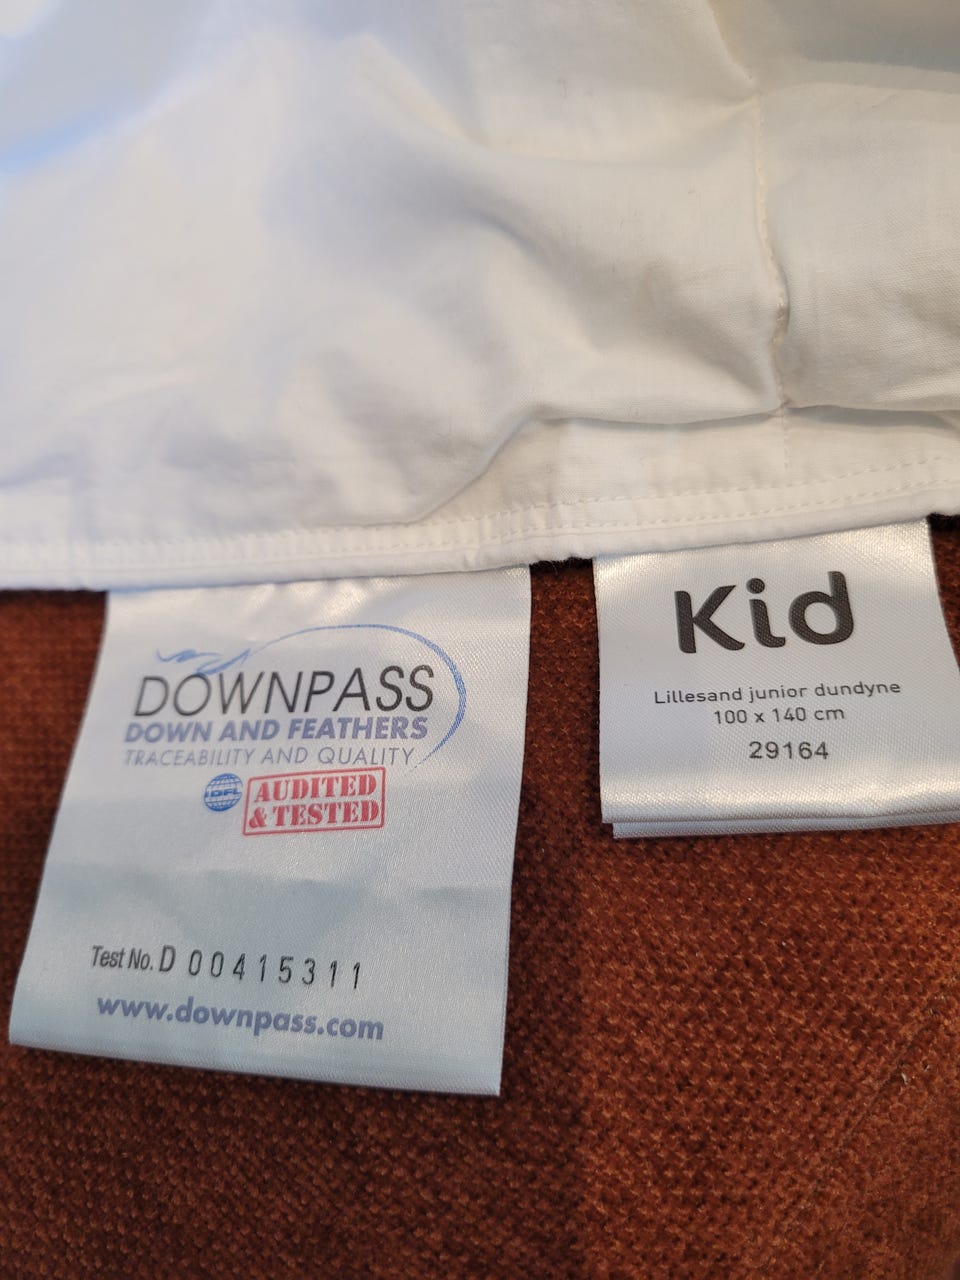 DOWNPASS
DOWN AND FEATHERS
TRACEABILITY AND QUALITY
IDFL
AUDITED
& TESTED
Test No. D 00415311
www.downpass.com
Kid
Lillesand junior dundyne
100 x 140 cm
29164